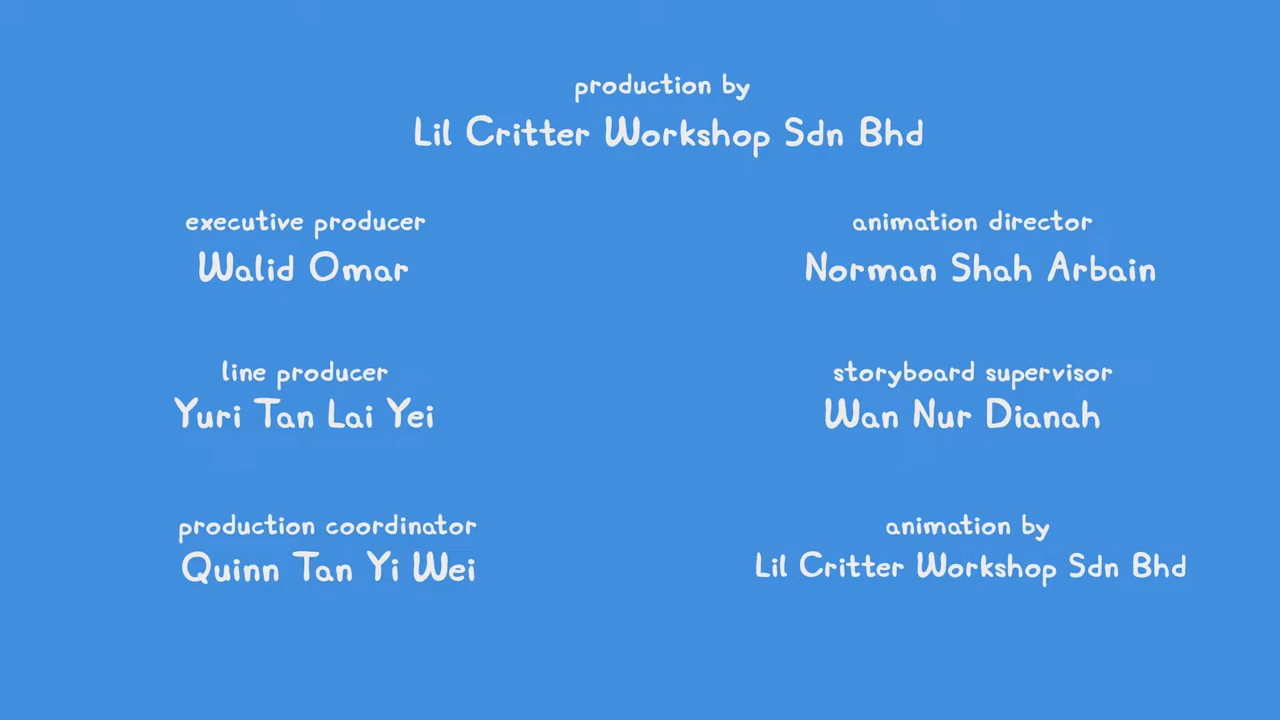 production by
Lil Critter Workshop Sdn Bhd
executive producer
Walid Omar
animation director
Norman Shah Arbain
line producer
Yuri Tan Lai Yei
storyboard supervisor
Wan Nur Dianah
production coordinator
Quinn Tan Yi Wei
animation by
Lil Critter Workshop Sdn Bhd